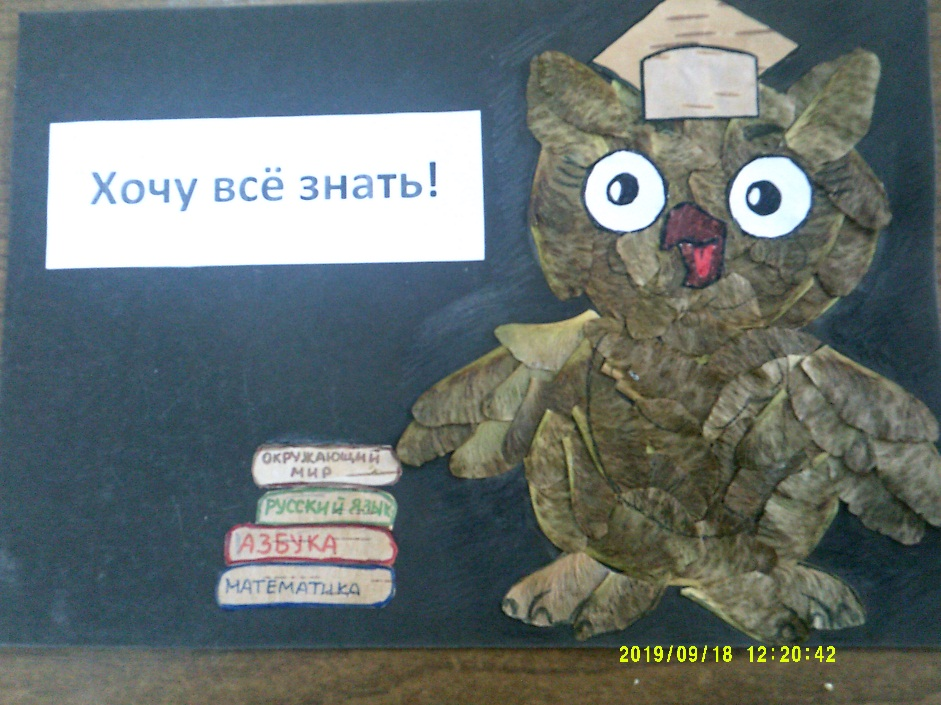 Хочу всё знать!
ОКРУЖАЮЩИЙ
МИР
РУССКИЙ ЯЗЫК
АЗБУКА
МАТЕМАТИКА
2019/09/18 12:20:42